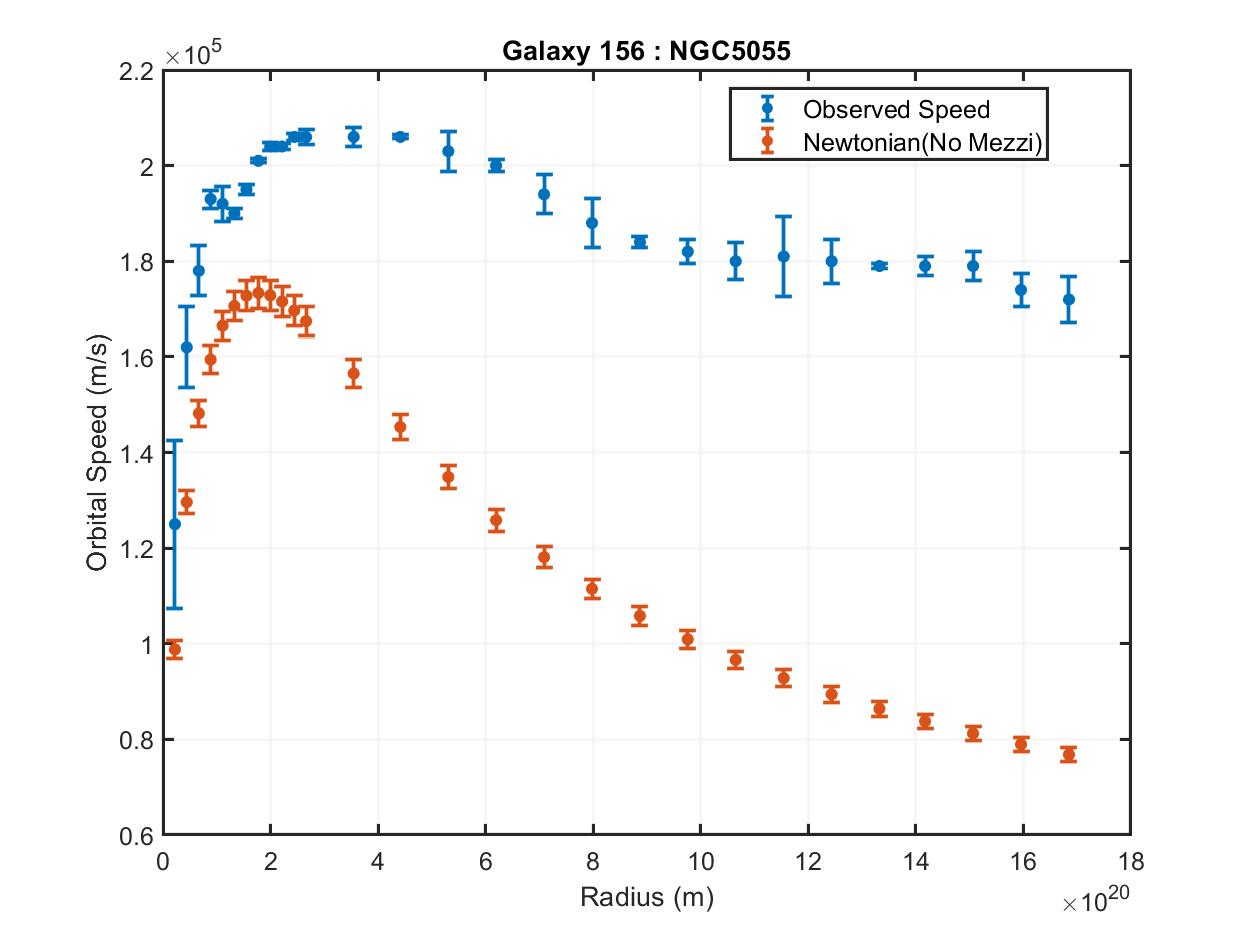 Galaxy 156 : NGC5055
×10^5
2.2
2
1.8
1.6
1.4
1.2
1
0.8
0.6
Orbital Speed (m/s)
Observed Speed
Newtonian(No Mezzi)
0 2 4 6 8 10 12 14 16 18
Radius (m)
×10^20